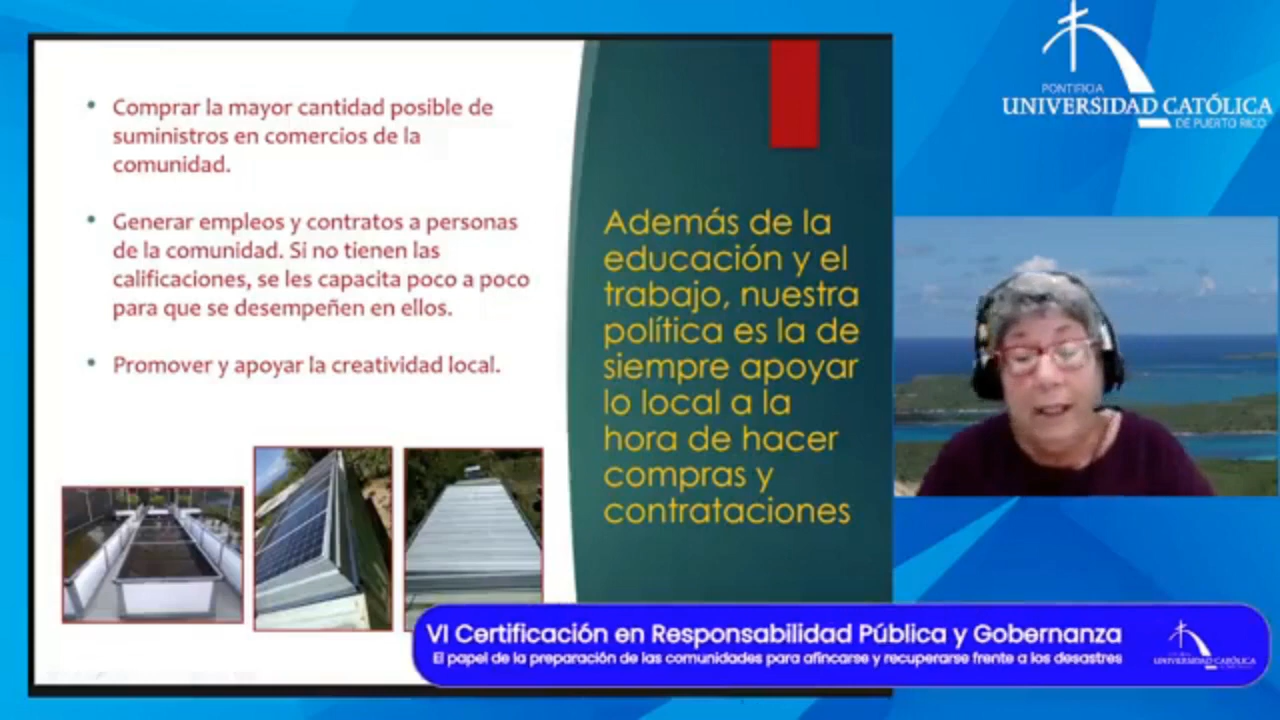 Comprar la mayor cantidad posible de
suministros en comercios de la
comunidad.
Generar empleos y contratos a personas
de la comunidad. Si no tienen las
calificaciones, se les capacita poco a poco
para que se desempeñen en ellos.
Promover y apoyar la creatividad local.
Además de la
educación y el
trabajo, nuestra
política es la de
siempre apoyar
lo local a la
hora de hacer
compras y
contrataciones
PONTIFICIA
UNIVERSIDAD CATÓLICA
DE PUERTO RICO
VI Certificación en Responsabilidad Pública y Gobernanza
El papel de la preparación de las comunidades para afincarse y recuperarse frente a los desastres
UNIVERSIDAD CATÓLICA